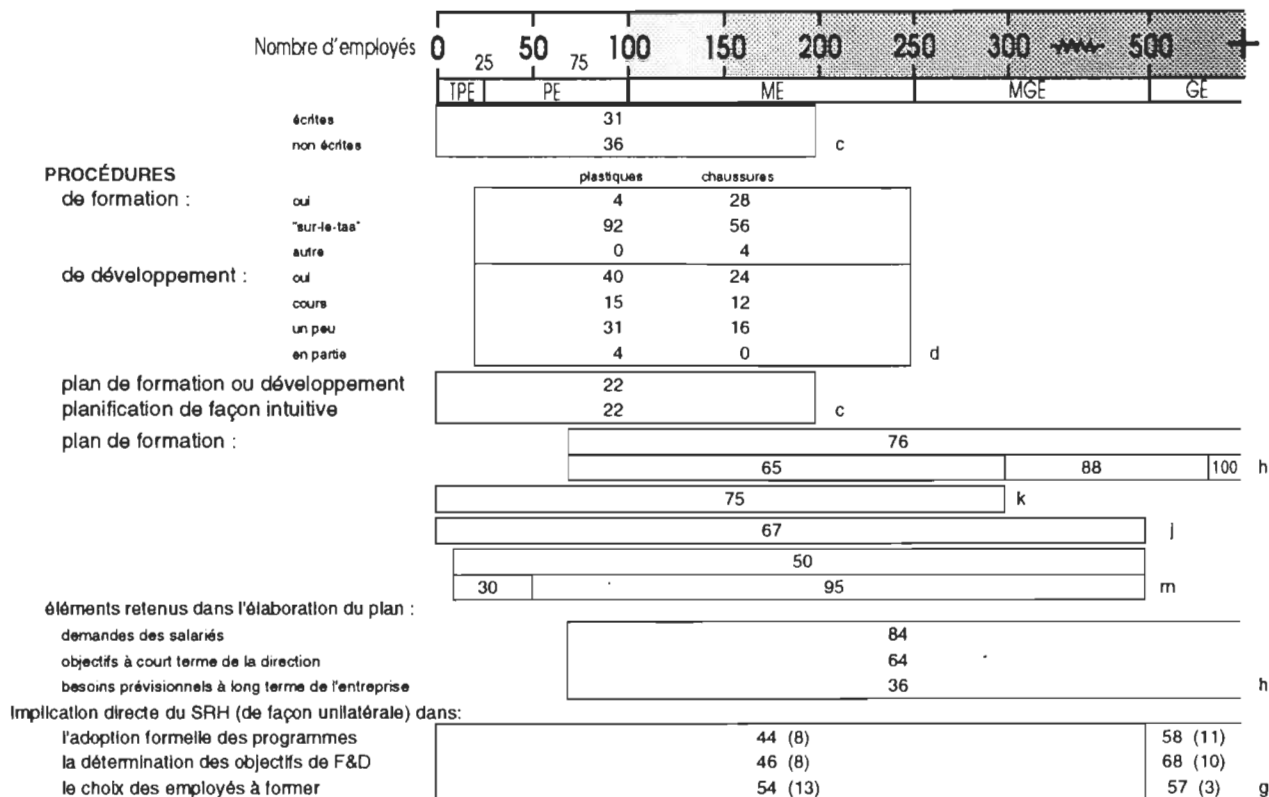 Nombre d'employés 0 25 50 75 100 150 200 250 300 500 +
TPE PE ME MGE GE
écrites 31
non écrites 36 c
PROCÉDURES plastiques chaussures
de formation : oui 4 28
"sur-le-tas" 92 56
autre 0 4
de développement : oui 40 24
cours 15 12
un peu 31 16
en partie 4 0 d
plan de formation ou développement 22
planification de façon intuitive 22 c
plan de formation : 76
65 88 100 h
75 k
67 j
50
30 95 m
éléments retenus dans l'élaboration du plan :
demandes des salariés 84
objectifs à court terme de la direction 64
besoins prévisionnels à long terme de l'entreprise 36 h
Implication directe du SRH (de façon unilatérale) dans:
l'adoption formelle des programmes 44 (8) 58 (11)
la détermination des objectifs de F&D 46 (8) 68 (10)
le choix des employés à former 54 (13) 57 (3) g